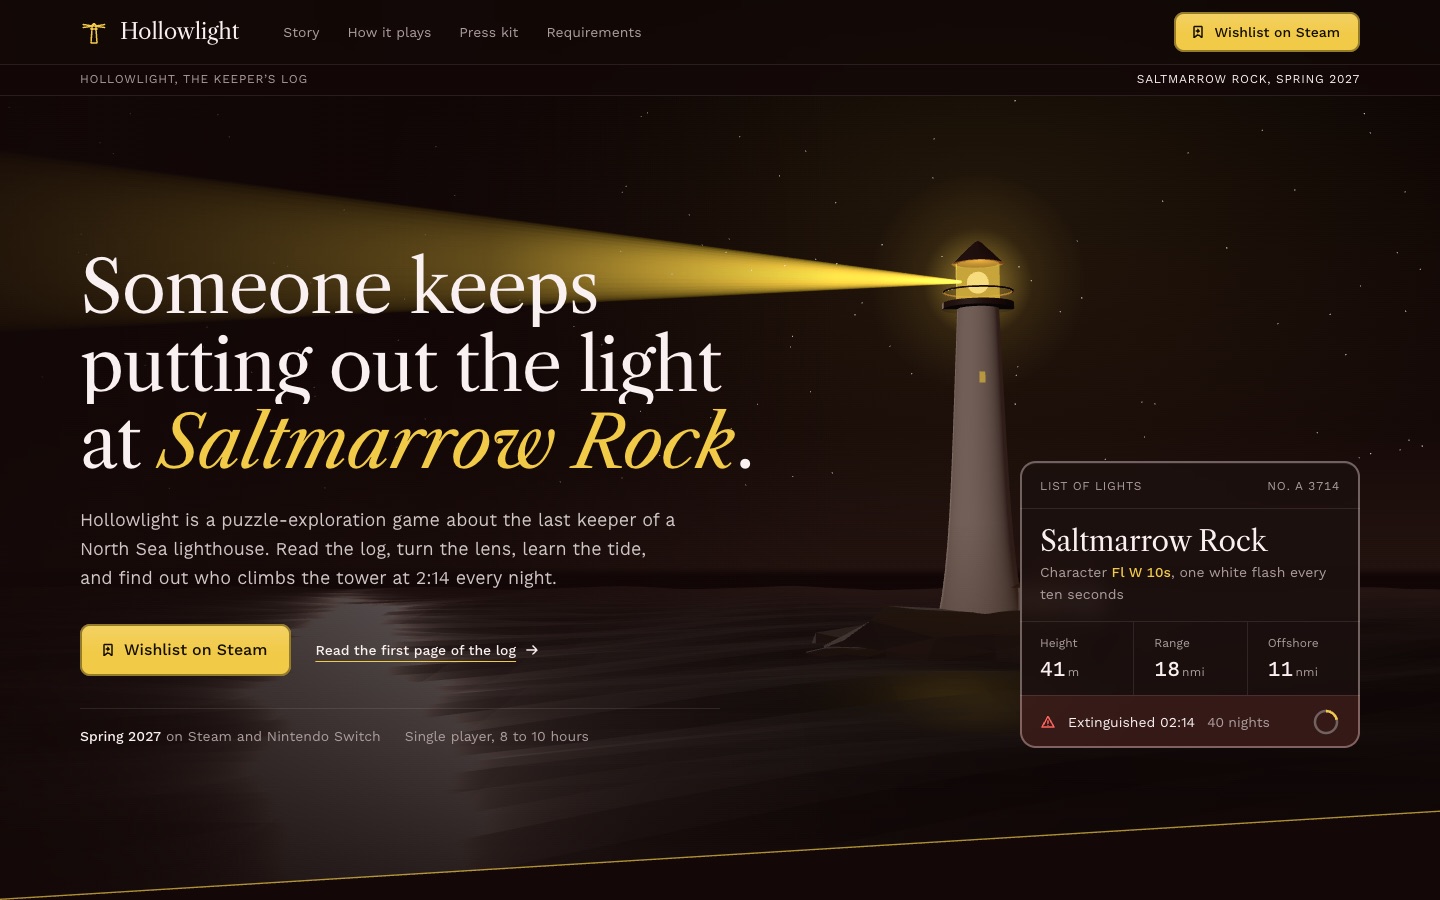 Hollowlight
Story
How it plays
Press kit
Requirements
Wishlist on Steam
HOLLOWLIGHT, THE KEEPER'S LOG
SALTMARROW ROCK, SPRING 2027
Someone keeps
putting out the light
at Saltmarrow Rock.
Hollowlight is a puzzle-exploration game about the last keeper of a
North Sea lighthouse. Read the log, turn the lens, learn the tide,
and find out who climbs the tower at 2:14 every night.
Wishlist on Steam
Read the first page of the log →
Spring 2027 on Steam and Nintendo Switch
Single player, 8 to 10 hours
LIST OF LIGHTS
NO. A 3714
Saltmarrow Rock
Character Fl W 10s, one white flash every
ten seconds
Height
41 m
Range
18 nmi
Offshore
11 nmi
Extinguished 02:14 40 nights